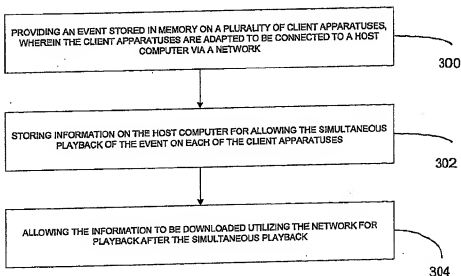 PROVIDING AN EVENT STORED IN MEMORY ON A PLURALITY OF CLIENT APPARATUSES,
WHEREIN THE CLIENT APPARATUSES ARE ADAPTED TO BE CONNECTED TO A HOST
COMPUTER VIA A NETWORK
300
STORING INFORMATION ON THE HOST COMPUTER FOR ALLOWING THE SIMULTANEOUS
PLAYBACK OF THE EVENT ON EACH OF THE CLIENT APPARATUSES
302
ALLOWING THE INFORMATION TO BE DOWNLOADED UTILIZING THE NETWORK FOR
PLAYBACK AFTER THE SIMULTANEOUS PLAYBACK
304